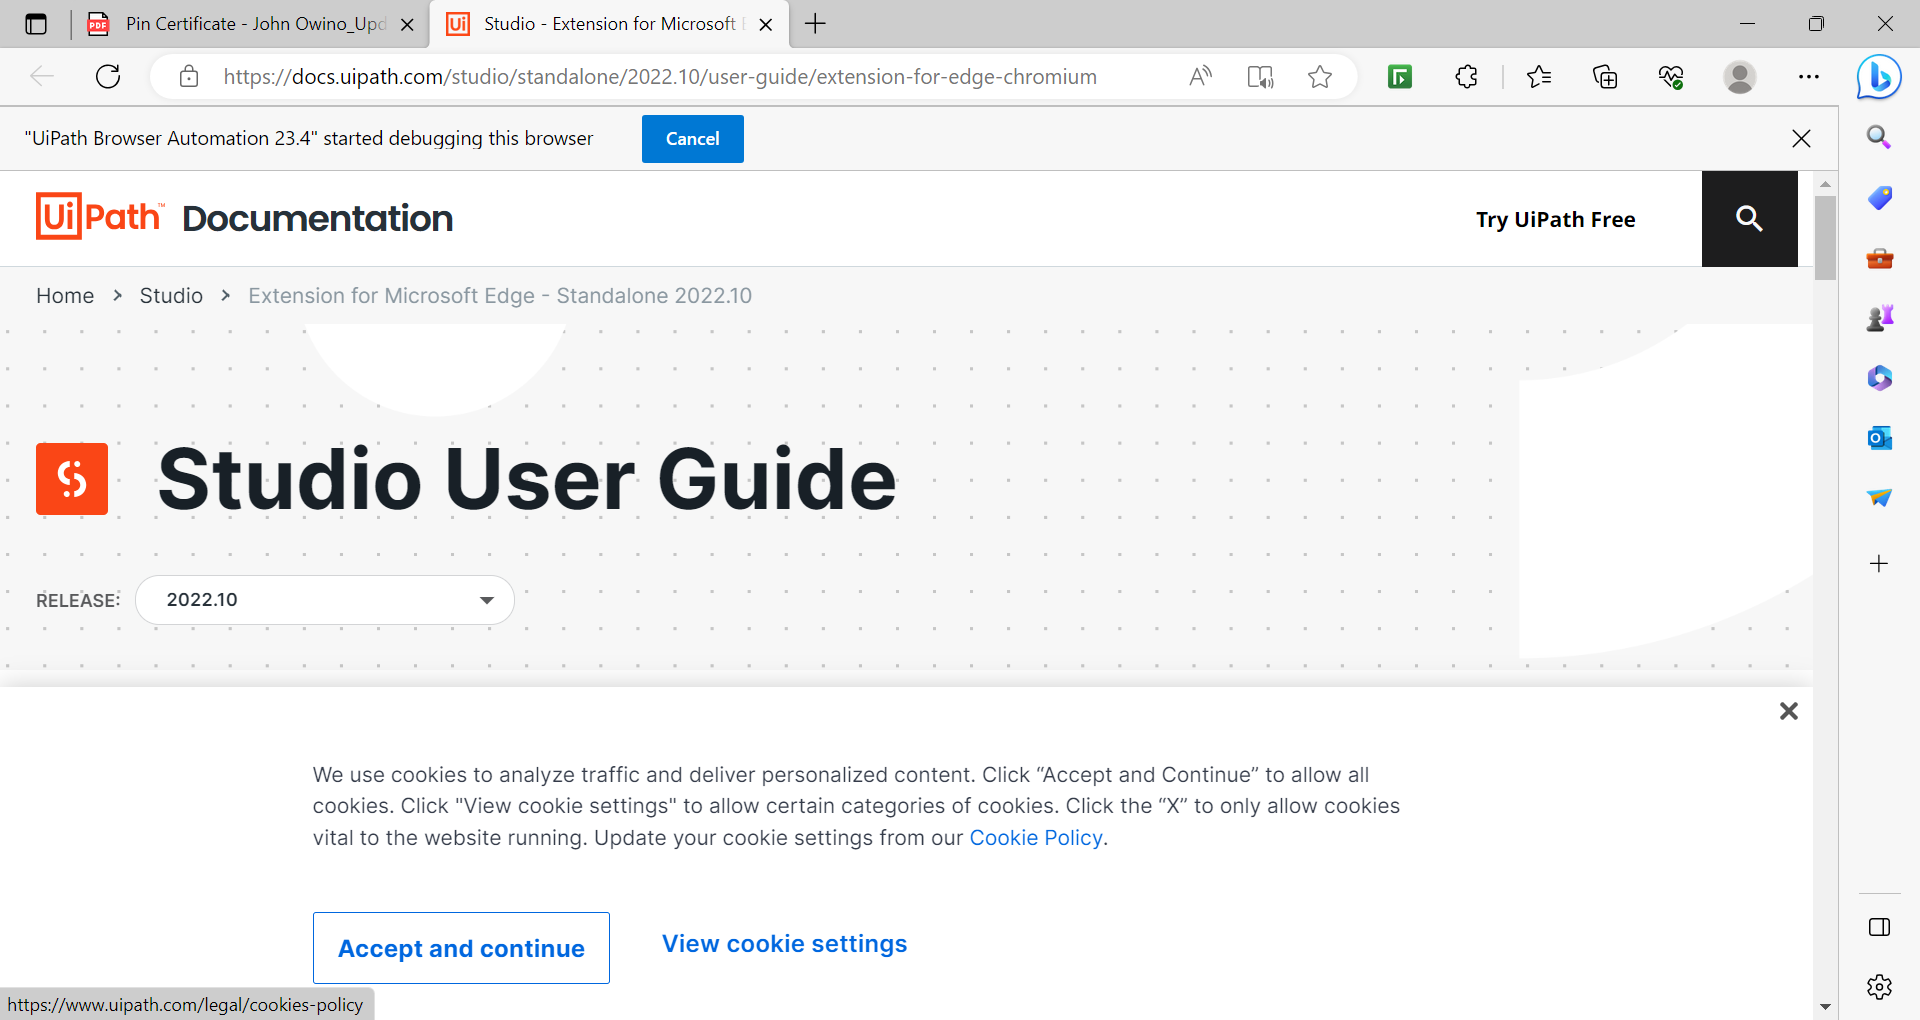 Pin Certificate - John Owino_Upd
Studio - Extension for Microsoft E
https://docs.uipath.com/studio/standalone/2022.10/user-guide/extension-for-edge-chromium
"UiPath Browser Automation 23.4" started debugging this browser
Cancel
UiPath™ Documentation
Try UiPath Free
Home > Studio > Extension for Microsoft Edge - Standalone 2022.10
Studio User Guide
RELEASE: 2022.10
We use cookies to analyze traffic and deliver personalized content. Click “Accept and Continue” to allow all
cookies. Click "View cookie settings" to allow certain categories of cookies. Click the “X” to only allow cookies
vital to the website running. Update your cookie settings from our Cookie Policy.
Accept and continue
View cookie settings
https://www.uipath.com/legal/cookies-policy